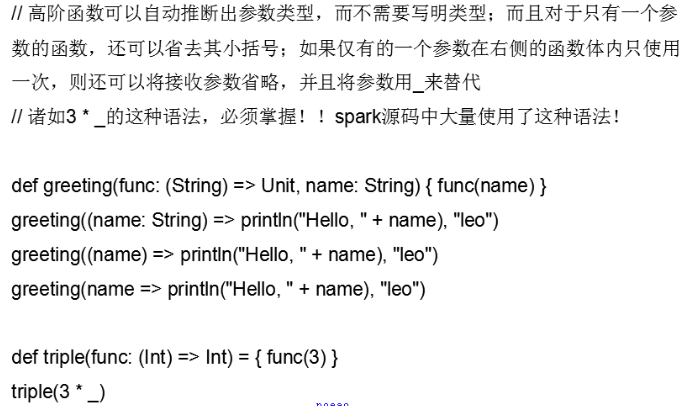 // 高阶函数可以自动推断出参数类型，而不需要写明类型；而且对于只有一个参
数的函数，还可以省去其小括号；如果仅有的一个参数在右侧的函数体内只使用
一次，则还可以将接收参数省略，并且将参数用_来替代
// 诸如3 * _的这种语法，必须掌握！！spark源码中大量使用了这种语法！
def greeting(func: (String) => Unit, name: String) { func(name) }
greeting((name: String) => println("Hello, " + name), "leo")
greeting((name) => println("Hello, " + name), "leo")
greeting(name => println("Hello, " + name), "leo")
def triple(func: (Int) => Int) = { func(3) }
triple(3 * _)